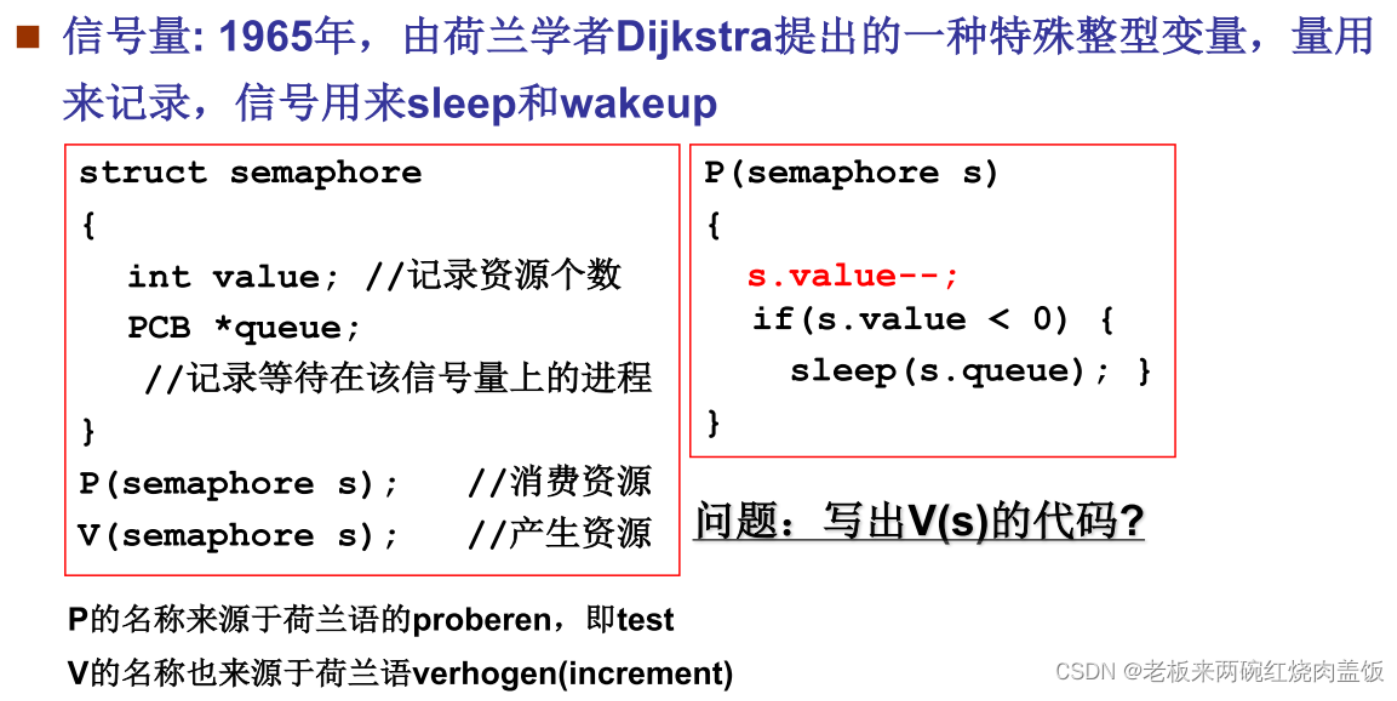 信号量: 1965年，由荷兰学者Dijkstra提出的一种特殊整型变量，量用
来记录，信号用来sleep和wakeup
struct semaphore
{
int value; //记录资源个数
PCB *queue;
//记录等待在该信号量上的进程
}
P(semaphore s); //消费资源
V(semaphore s); //产生资源
P(semaphore s)
{
s.value--;
if(s.value < 0) {
sleep(s.queue); }
}
问题：写出V(s)的代码?
P的名称来源于荷兰语的proberen，即test
V的名称也来源于荷兰语verhogen(increment)
CSDN @老板来两碗红烧肉盖饭